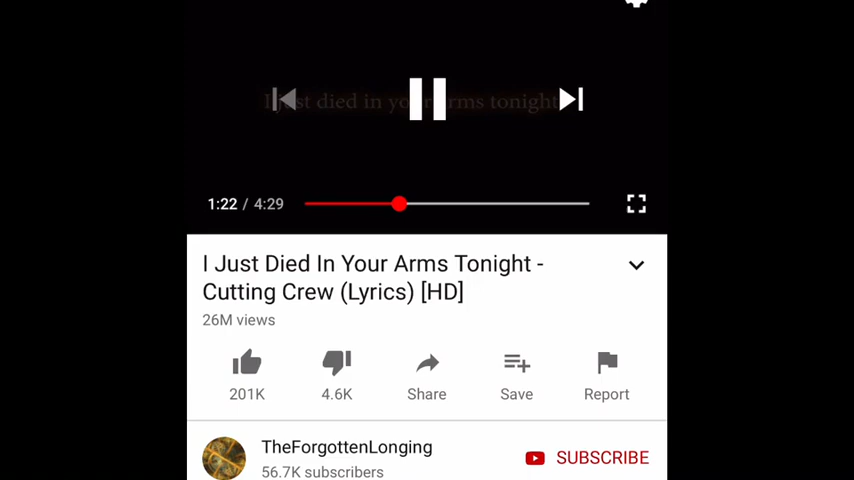 I just died in your arms tonight
1:22 / 4:29
I Just Died In Your Arms Tonight -
Cutting Crew (Lyrics) [HD]
26M views
201K 4.6K Share Save Report
TheForgottenLonging
56.7K subscribers
SUBSCRIBE